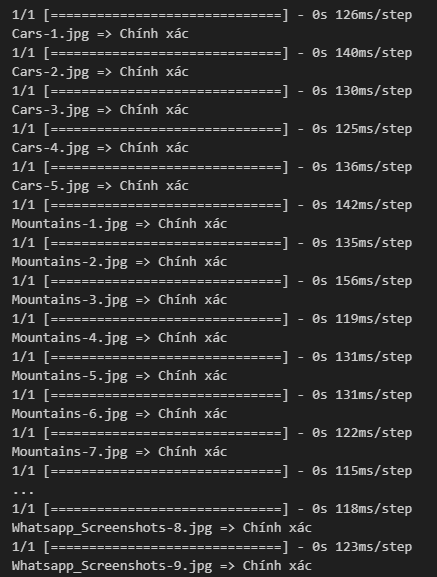 1/1 [==============================] - 0s 126ms/step
Cars-1.jpg => Chính xác
1/1 [==============================] - 0s 140ms/step
Cars-2.jpg => Chính xác
1/1 [==============================] - 0s 130ms/step
Cars-3.jpg => Chính xác
1/1 [==============================] - 0s 125ms/step
Cars-4.jpg => Chính xác
1/1 [==============================] - 0s 136ms/step
Cars-5.jpg => Chính xác
1/1 [==============================] - 0s 142ms/step
Mountains-1.jpg => Chính xác
1/1 [==============================] - 0s 135ms/step
Mountains-2.jpg => Chính xác
1/1 [==============================] - 0s 156ms/step
Mountains-3.jpg => Chính xác
1/1 [==============================] - 0s 119ms/step
Mountains-4.jpg => Chính xác
1/1 [==============================] - 0s 131ms/step
Mountains-5.jpg => Chính xác
1/1 [==============================] - 0s 131ms/step
Mountains-6.jpg => Chính xác
1/1 [==============================] - 0s 122ms/step
Mountains-7.jpg => Chính xác
1/1 [==============================] - 0s 115ms/step
...
1/1 [==============================] - 0s 118ms/step
Whatsapp_Screenshots-8.jpg => Chính xác
1/1 [==============================] - 0s 123ms/step
Whatsapp_Screenshots-9.jpg => Chính xác